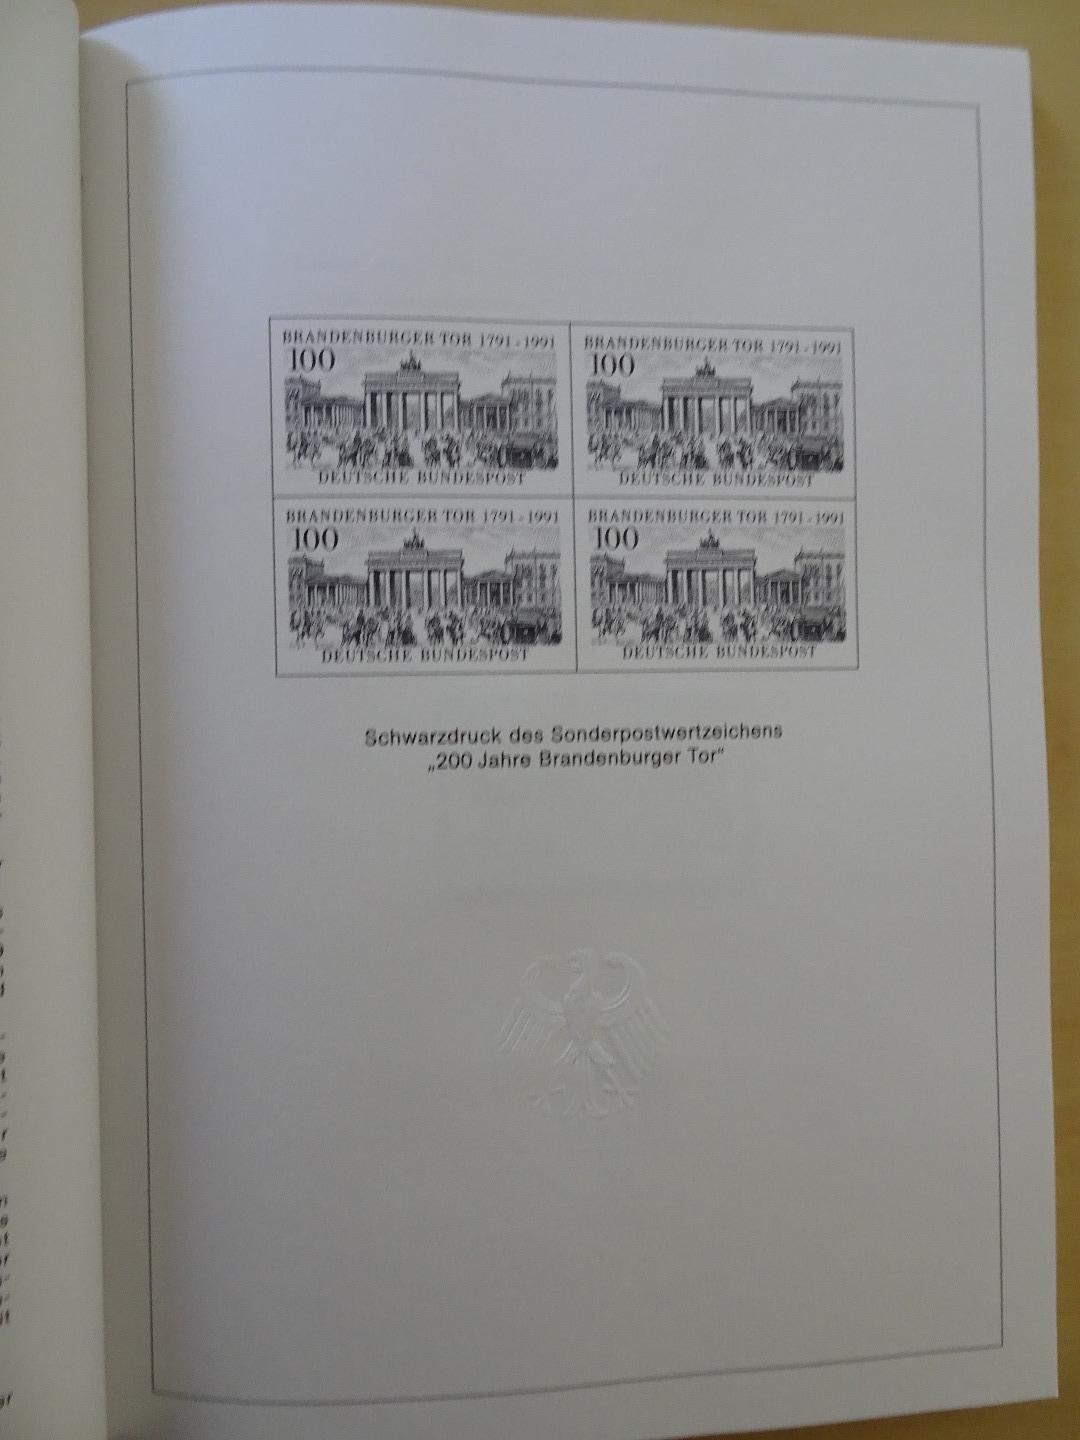 BRANDENBURGER TOR 1791 - 1991
100
DEUTSCHE BUNDESPOST
BRANDENBURGER TOR 1791 - 1991
100
DEUTSCHE BUNDESPOST
BRANDENBURGER TOR 1791 - 1991
100
DEUTSCHE BUNDESPOST
BRANDENBURGER TOR 1791 - 1991
100
DEUTSCHE BUNDESPOST
Schwarzdruck des Sonderpostwertzeichens
„200 Jahre Brandenburger Tor“